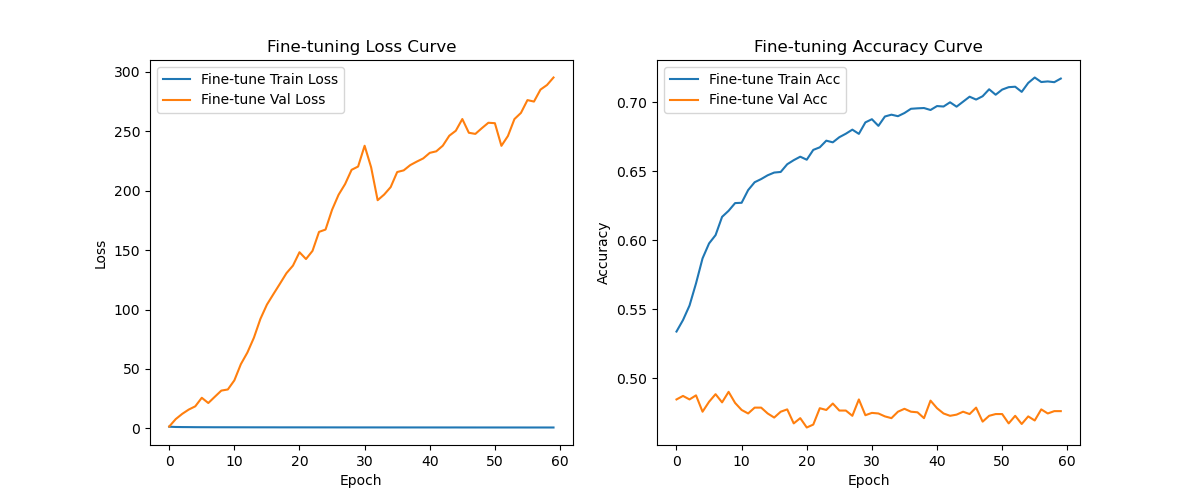 Fine-tuning Loss Curve
Fine-tune Train Loss
Fine-tune Val Loss
300
250
200
150
100
50
0
Loss
0 10 20 30 40 50 60
Epoch
Fine-tuning Accuracy Curve
Fine-tune Train Acc
Fine-tune Val Acc
0.70
0.65
0.60
0.55
0.50
Accuracy
0 10 20 30 40 50 60
Epoch